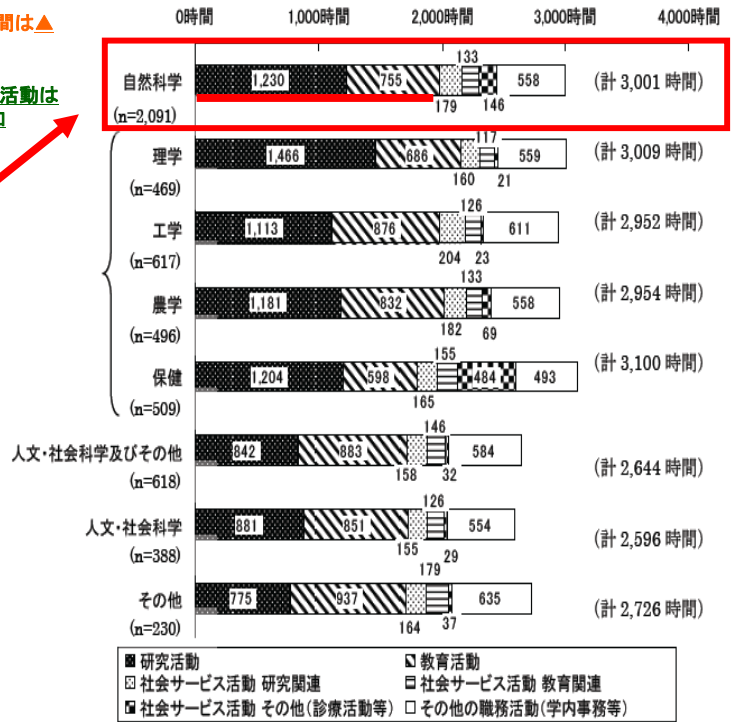 0時間 1,000時間 2,000時間 3,000時間 4,000時間
間は▲
活動は
自然科学 (n=2,091) 1,230 755 179 133 146 558 (計 3,001 時間)
理学 (n=469) 1,466 686 160 117 21 559 (計 3,009 時間)
工学 (n=617) 1,113 876 204 126 23 611 (計 2,952 時間)
農学 (n=496) 1,181 832 182 133 69 558 (計 2,954 時間)
保健 (n=509) 1,204 598 165 155 484 493 (計 3,100 時間)
人文・社会科学及びその他 (n=618) 842 883 158 146 32 584 (計 2,644 時間)
人文・社会科学 (n=388) 881 851 155 126 29 554 (計 2,596 時間)
その他 (n=230) 775 937 164 179 37 635 (計 2,726 時間)
研究活動 教育活動
社会サービス活動 研究関連 社会サービス活動 教育関連
社会サービス活動 その他(診療活動等) その他の職務活動(学内事務等)